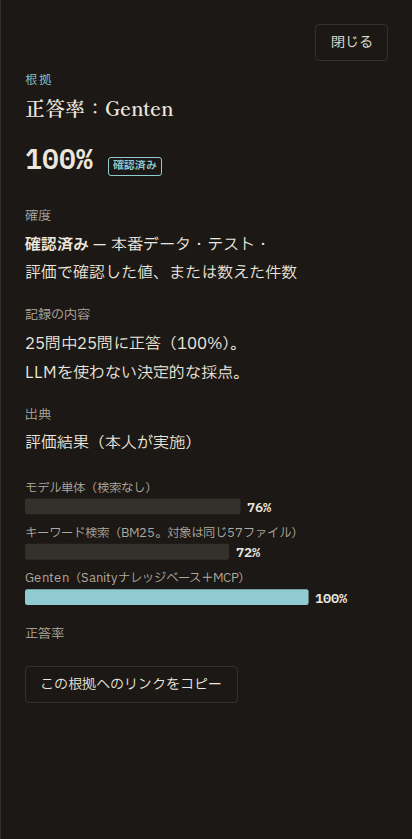 閉じる
根拠
正答率：Genten
100% 確認済み
確度
確認済み — 本番データ・テスト・
評価で確認した値、または数えた件数
記録の内容
25問中25問に正答（100%）。
LLMを使わない決定的な採点。
出典
評価結果（本人が実施）
モデル単体（検索なし）
76%
キーワード検索（BM25。対象は同じ57ファイル）
72%
Genten（Sanityナレッジベース＋MCP）
100%
正答率
この根拠へのリンクをコピー